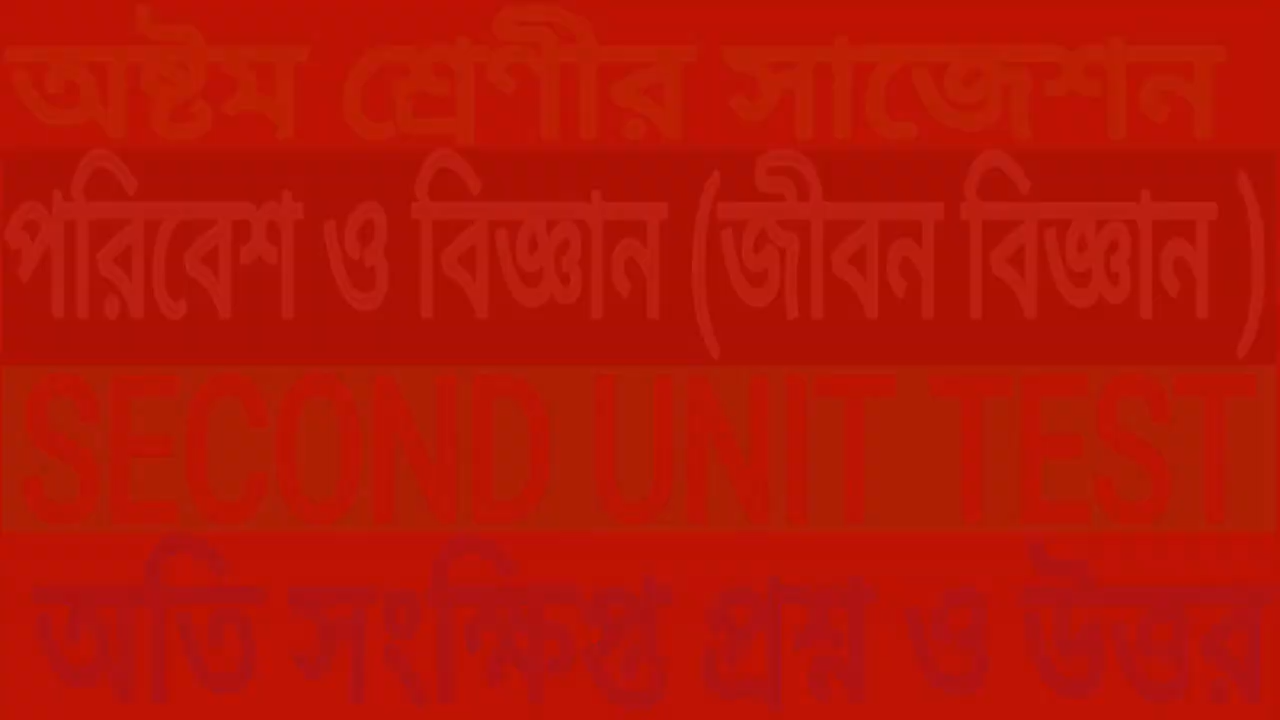 অষ্টম শ্রেণীর সাজেশন
পরিবেশ ও বিজ্ঞান (জীবন বিজ্ঞান )
SECOND UNIT TEST
অতি সংক্ষিপ্ত প্রশ্ন ও উত্তর